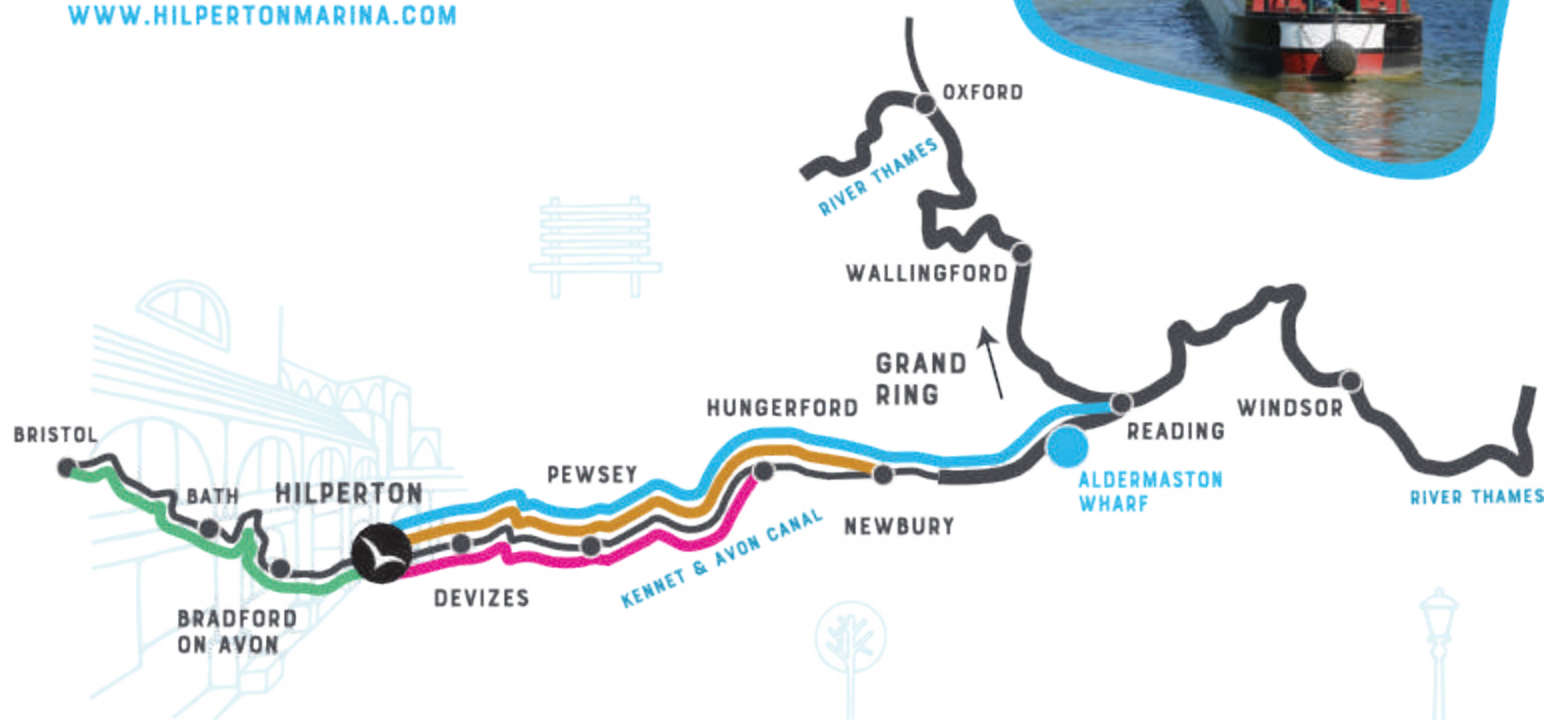 WWW.HILPERTONMARINA.COM
OXFORD
RIVER THAMES
WALLINGFORD
GRAND
RING
HUNGERFORD
WINDSOR
READING
BRISTOL
PEWSEY
ALDERMASTON
WHARF
RIVER THAMES
BATH
HILPERTON
NEWBURY
KENNET & AVON CANAL
DEVIZES
BRADFORD
ON AVON